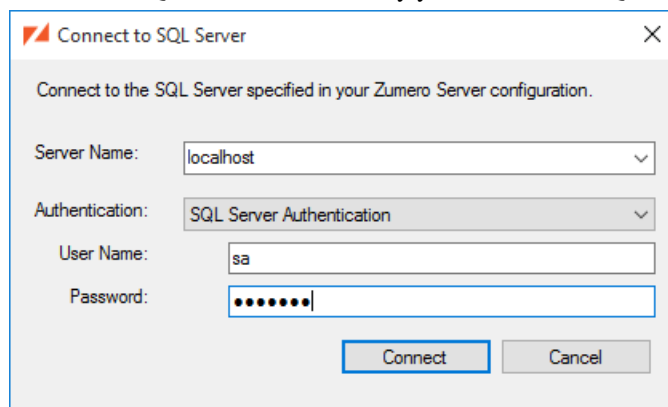 Connect to SQL Server
Connect to the SQL Server specified in your Zumero Server configuration.
Server Name: localhost
Authentication: SQL Server Authentication
User Name: sa
Password: ●●●●●●●
Connect Cancel